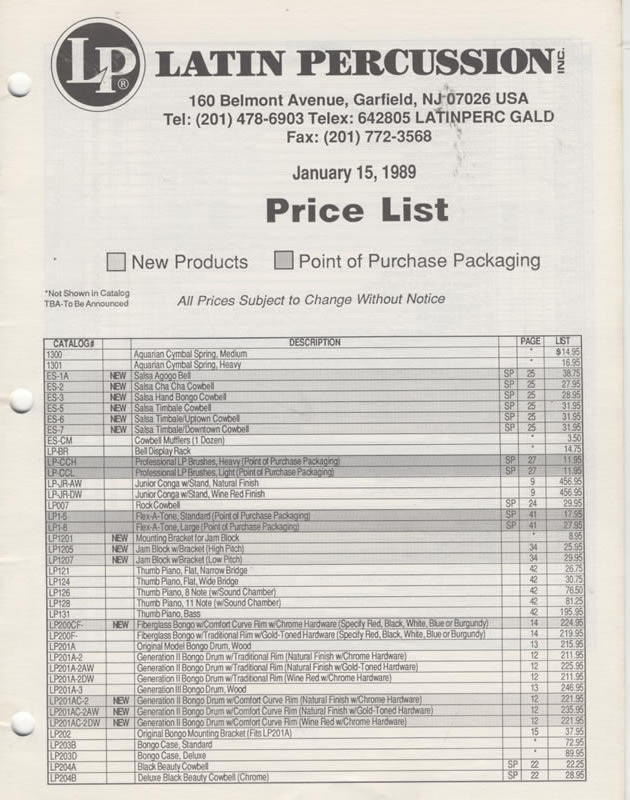 LP® LATIN PERCUSSION INC.
160 Belmont Avenue, Garfield, NJ 07026 USA
Tel: (201) 478-6903 Telex: 642805 LATINPERC GALD
Fax: (201) 772-3568
January 15, 1989
Price List
New Products Point of Purchase Packaging
*Not Shown in Catalog
TBA-To Be Announced
All Prices Subject to Change Without Notice
CATALOG# DESCRIPTION PAGE LIST
1300 Aquarian Cymbal Spring, Medium * $14.95
1301 Aquarian Cymbal Spring, Heavy * 16.95
ES-1A NEW Salsa Agogo Bell SP 25 38.75
ES-2 NEW Salsa Cha Cha Cowbell SP 25 27.95
ES-3 NEW Salsa Hand Bongo Cowbell SP 25 28.95
ES-5 NEW Salsa Timbale Cowbell SP 25 31.95
ES-6 NEW Salsa Timbale/Uptown Cowbell SP 25 31.95
ES-7 NEW Salsa Timbale/Downtown Cowbell SP 25 31.95
ES-CM Cowbell Mufflers (1 Dozen) * 3.50
LP-BR Bell Display Rack * 14.75
LP-CCH Professional LP Brushes, Heavy (Point of Purchase Packaging) SP 27 11.95
LP-CCL Professional LP Brushes, Light (Point of Purchase Packaging) SP 27 11.95
LP-JR-AW Junior Conga w/Stand, Natural Finish 9 456.95
LP-JR-DW Junior Conga w/Stand, Wine Red Finish 9 456.95
LP007 Rock Cowbell SP 24 29.95
LP1-5 Flex-A-Tone, Standard (Point of Purchase Packaging) SP 41 17.95
LP1-8 Flex-A-Tone, Large (Point of Purchase Packaging) SP 41 27.95
LP1201 NEW Mounting Bracket for Jam Block * 8.95
LP1205 NEW Jam Block w/Bracket (High Pitch) 34 25.95
LP1207 NEW Jam Block w/Bracket (Low Pitch) 34 29.95
LP121 Thumb Piano, Flat, Narrow Bridge 42 26.75
LP124 Thumb Piano, Flat, Wide Bridge 42 30.75
LP126 Thumb Piano, 8 Note (w/Sound Chamber) 42 76.50
LP128 Thumb Piano, 11 Note (w/Sound Chamber) 42 81.25
LP131 Thumb Piano, Bass 42 195.95
LP200CF- NEW Fiberglass Bongo w/Comfort Curve Rim w/Chrome Hardware (Specify Red, Black, White, Blue or Burgundy) 14 224.95
LP200F- Fiberglass Bongo w/Traditional Rim w/Gold-Toned Hardware (Specify Red, Black, White, Blue or Burgundy) 14 219.95
LP201A Original Model Bongo Drum, Wood 13 215.95
LP201A-2 Generation II Bongo Drum w/Traditional Rim (Natural Finish w/Chrome Hardware) 12 211.95
LP201A-2AW Generation II Bongo Drum w/Traditional Rim (Natural Finish w/Gold-Toned Hardware) 12 225.95
LP201A-2DW Generation II Bongo Drum w/Traditional Rim (Wine Red w/Chrome Hardware) 12 211.95
LP201A-3 Generation III Bongo Drum, Wood 13 246.95
LP201AC-2 NEW Generation II Bongo Drum w/Comfort Curve Rim (Natural Finish w/Chrome Hardware) 12 221.95
LP201AC-2AW NEW Generation II Bongo Drum w/Comfort Curve Rim (Natural Finish w/Gold-Toned Hardware) 12 235.95
LP201AC-2DW NEW Generation II Bongo Drum w/Comfort Curve Rim (Wine Red w/Chrome Hardware) 12 221.95
LP202 Original Bongo Mounting Bracket (Fits LP201A) 15 37.95
LP203B Bongo Case, Standard * 72.95
LP203D Bongo Case, Deluxe * 89.95
LP204A Black Beauty Cowbell SP 22 22.25
LP204B Deluxe Black Beauty Cowbell (Chrome) SP 22 28.95